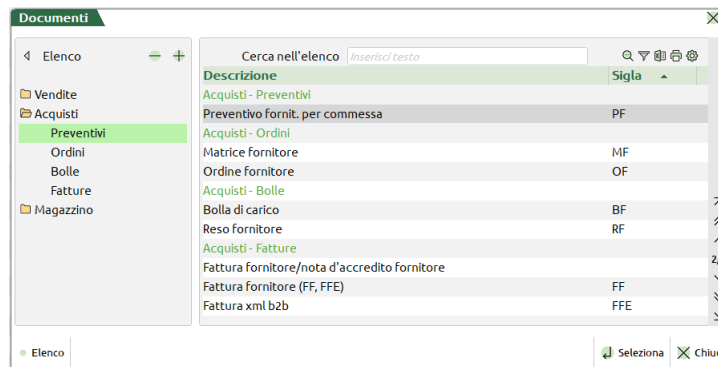 Documenti
Elenco
Cerca nell'elenco Inserisci testo
Descrizione Sigla
Vendite
Acquisti
Preventivi
Ordini
Bolle
Fatture
Magazzino
Acquisti - Preventivi
Preventivo fornit. per commessa PF
Acquisti - Ordini
Matrice fornitore MF
Ordine fornitore OF
Acquisti - Bolle
Bolla di carico BF
Reso fornitore RF
Acquisti - Fatture
Fattura fornitore/nota d'accredito fornitore
Fattura fornitore (FF, FFE) FF
Fattura xml b2b FFE
Elenco
Seleziona